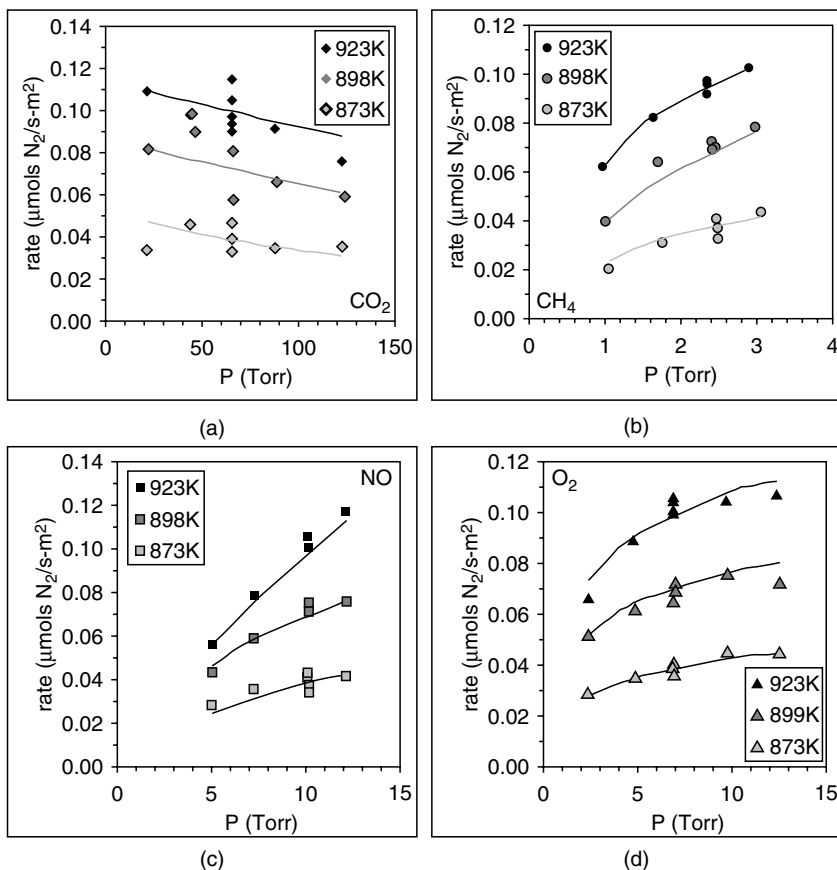 0.14
0.12
0.10
0.08
0.06
0.04
0.02
0.00
rate (μmols N₂/s-m²)
923K
898K
873K
CO₂
0 50 100 150
P (Torr)
(a)
0.12
0.10
0.08
0.06
0.04
0.02
0.00
rate (μmols N₂/s-m²)
923K
898K
873K
CH₄
0 1 2 3 4
P (Torr)
(b)
0.14
0.12
0.10
0.08
0.06
0.04
0.02
0.00
rate (μmols N₂/s-m²)
923K
898K
873K
NO
0 5 10 15
P (Torr)
(c)
0.12
0.10
0.08
0.06
0.04
0.02
0.00
rate (μmols N₂/s-m²)
O₂
923K
899K
873K
0 5 10 15
P (Torr)
(d)